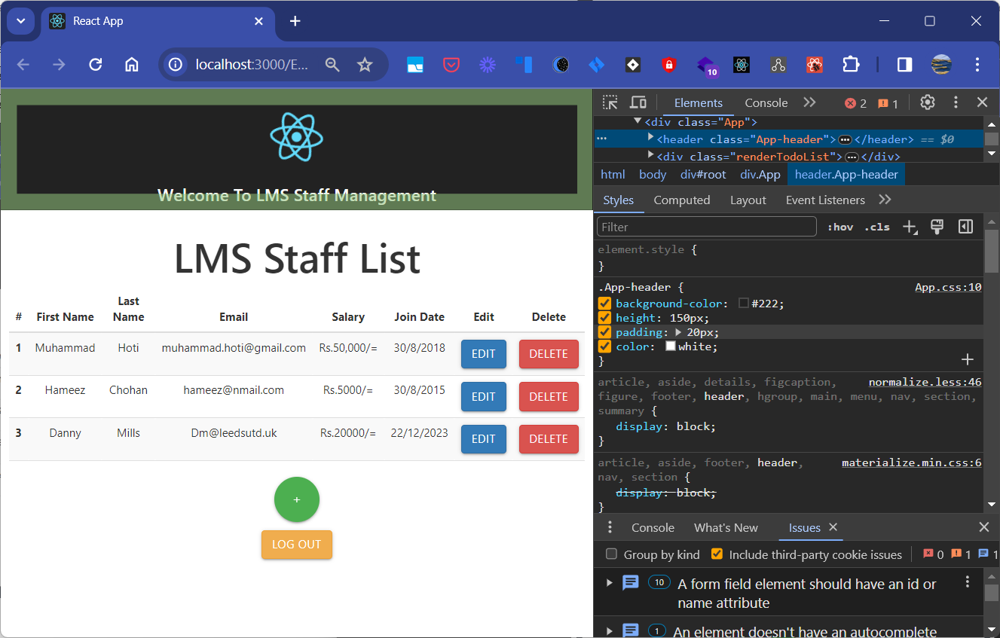 React App
localhost:3000/E...
10
Welcome To LMS Staff Management
LMS Staff List
# First Name Last Name Email Salary Join Date Edit Delete
1 Muhammad Hoti muhammad.hoti@gmail.com Rs.50,000/= 30/8/2018 EDIT DELETE
2 Hameez Chohan hameez@nmail.com Rs.5000/= 30/8/2015 EDIT DELETE
3 Danny Mills Dm@leedsutd.uk Rs.20000/= 22/12/2023 EDIT DELETE
+
LOG OUT
Elements Console 2 1
<div class="App">
<header class="App-header">…</header> == $0
<div class="renderTodoList">…</div>
html body div#root div.App header.App-header
Styles Computed Layout Event Listeners
Filter :hov .cls
element.style {
}
.App-header { App.css:10
background-color: #222;
height: 150px;
padding: 20px;
color: white;
}
article, aside, details, figcaption, normalize.less:46
figure, footer, header, hgroup, main, menu, nav, section,
summary {
display: block;
}
article, aside, footer, header, materialize.min.css:6
nav, section {
display: block;
}
Console What's New Issues
Group by kind Include third-party cookie issues 0 1 1
10 A form field element should have an id or
name attribute
1 An element doesn't have an autocomplete